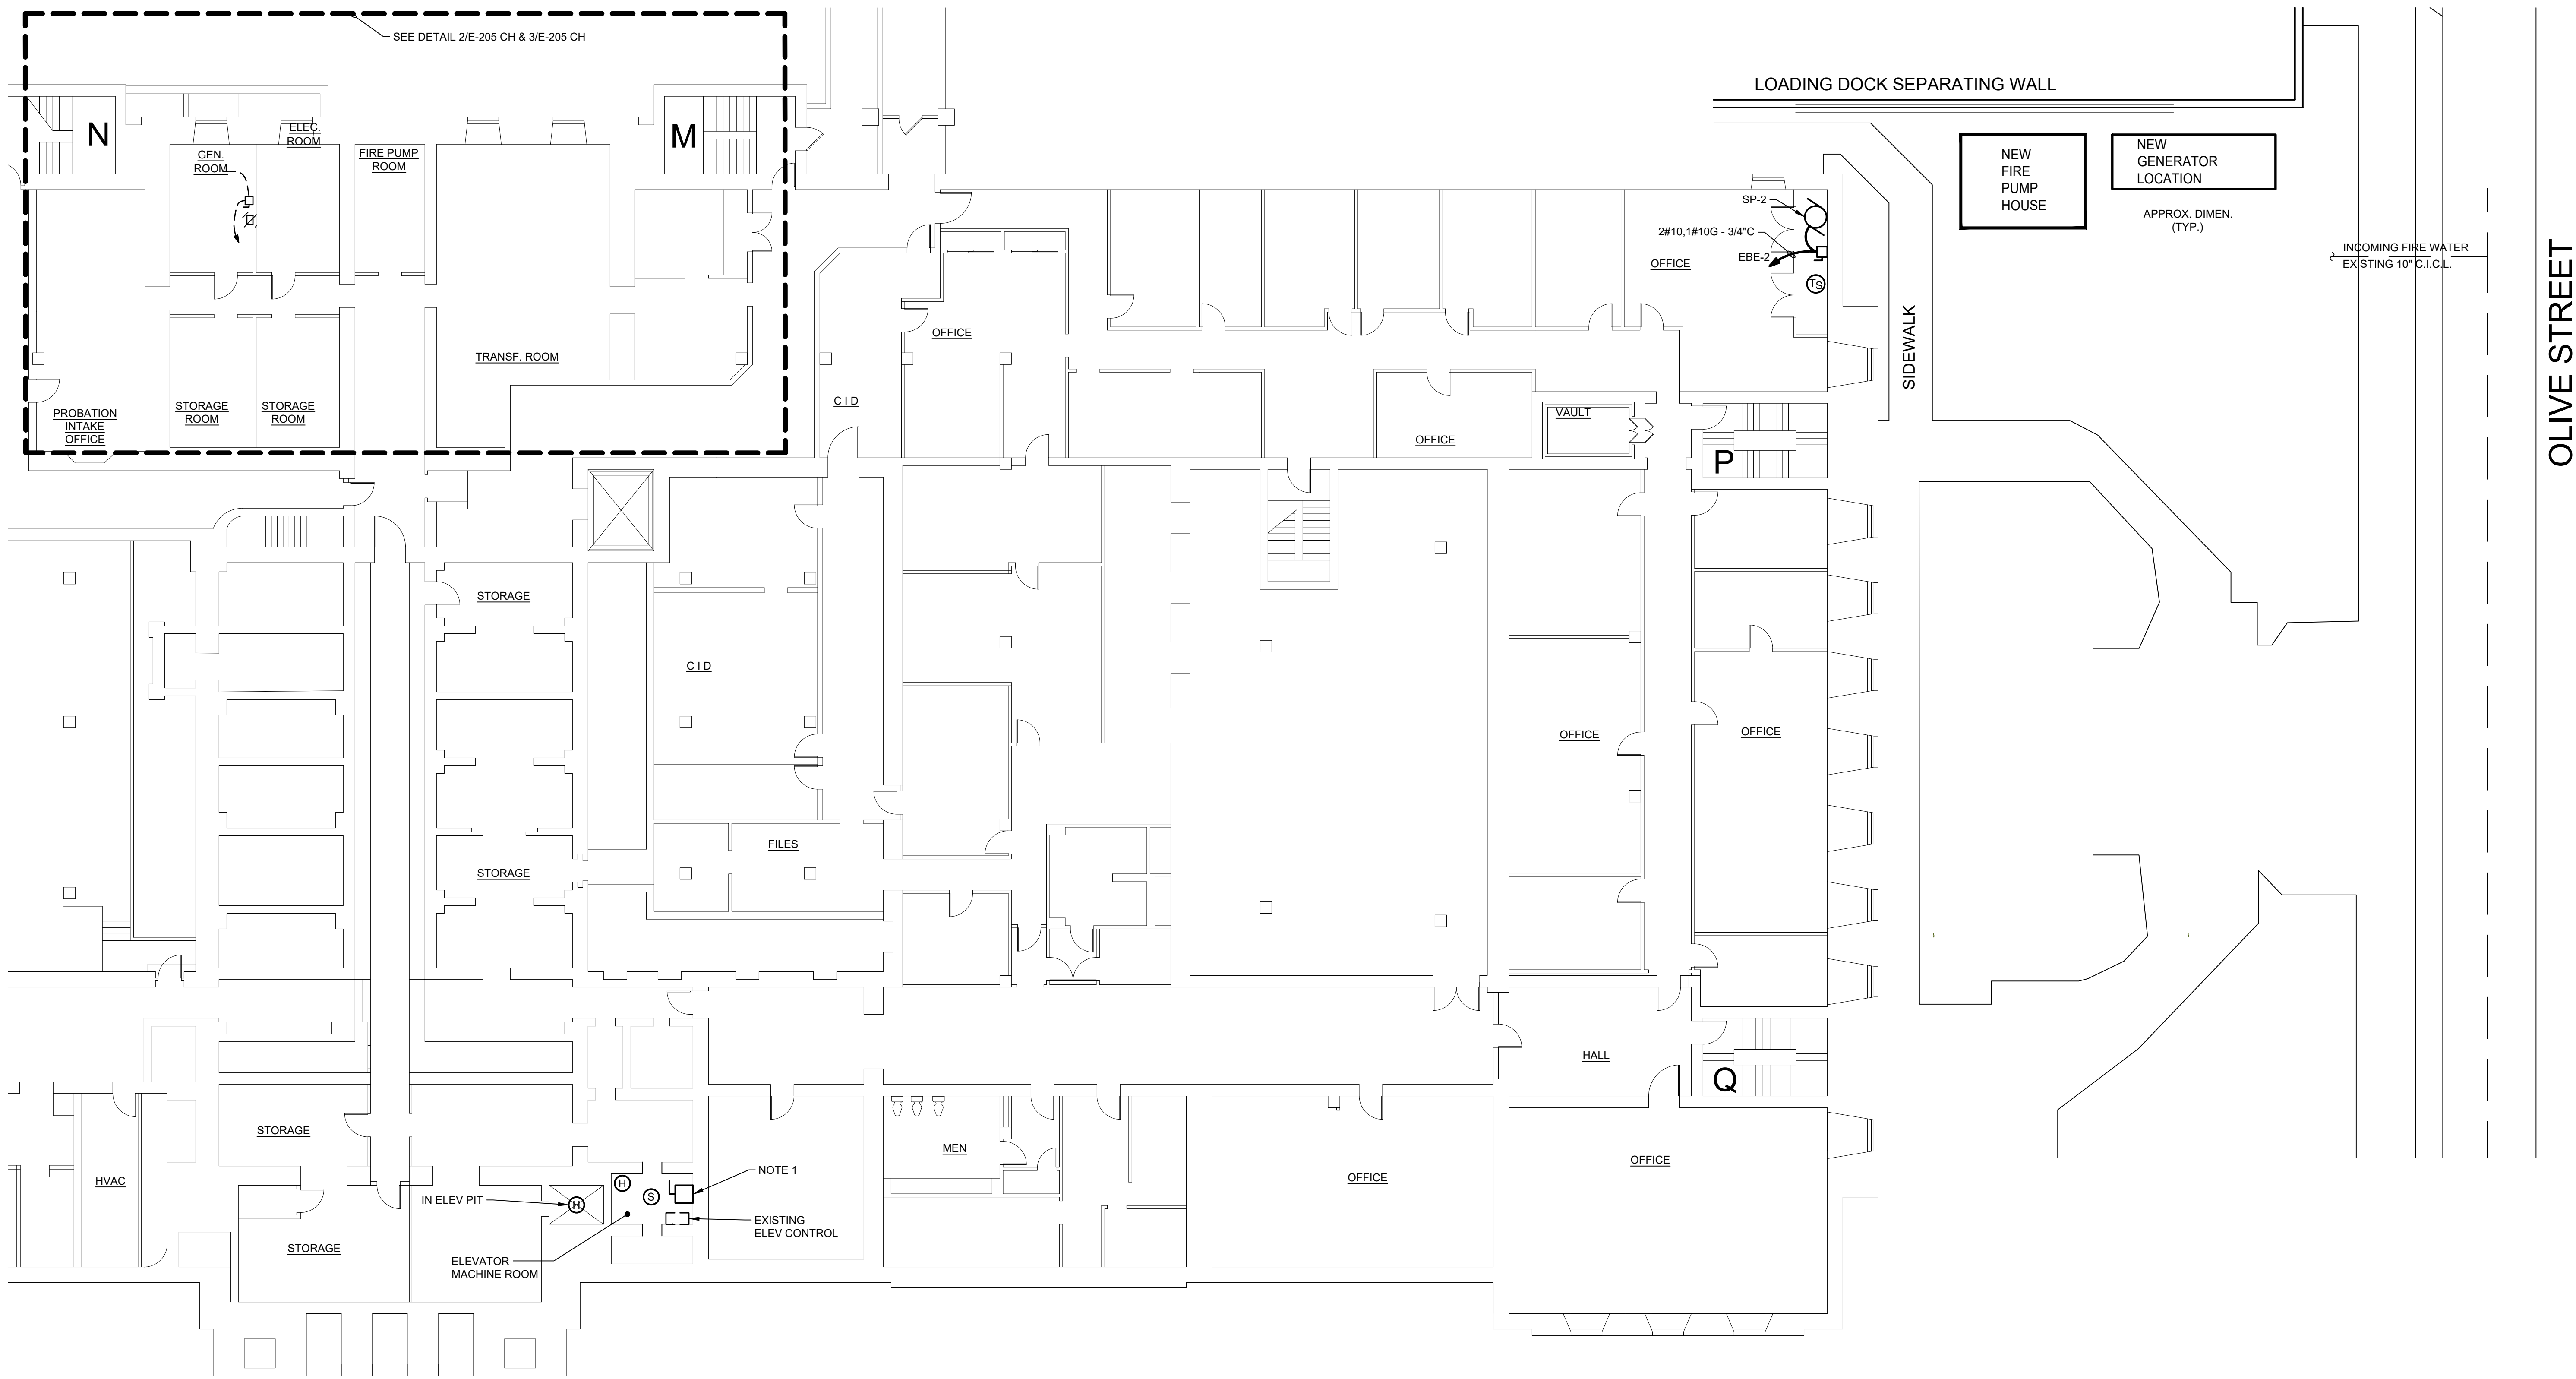 SEE DETAIL 2/E-205 CH & 3/E-205 CH
LOADING DOCK SEPARATING WALL
N
ELEC.
ROOM
GEN.
ROOM
FIRE PUMP
ROOM
M
NEW
FIRE
PUMP
HOUSE
NEW
GENERATOR
LOCATION
APPROX. DIMEN.
(TYP.)
SP-2
2#10,1#10G - 3/4"C
EBE-2
OFFICE
TS
INCOMING FIRE WATER
EXISTING 10" C.I.C.L.
OLIVE STREET
SIDEWALK
OFFICE
TRANSF. ROOM
PROBATION
INTAKE
OFFICE
STORAGE
ROOM
STORAGE
ROOM
C I D
VAULT
OFFICE
P
STORAGE
C I D
OFFICE
OFFICE
FILES
STORAGE
HALL
Q
STORAGE
MEN
OFFICE
OFFICE
HVAC
NOTE 1
H
S
IN ELEV PIT
H
EXISTING
ELEV CONTROL
STORAGE
ELEVATOR
MACHINE ROOM